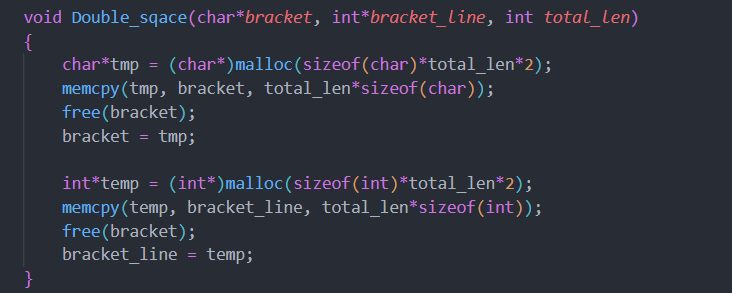 void Double_sqace(char*bracket, int*bracket_line, int total_len)
{
    char*tmp = (char*)malloc(sizeof(char)*total_len*2);
    memcpy(tmp, bracket, total_len*sizeof(char));
    free(bracket);
    bracket = tmp;

    int*temp = (int*)malloc(sizeof(int)*total_len*2);
    memcpy(temp, bracket_line, total_len*sizeof(int));
    free(bracket);
    bracket_line = temp;
}